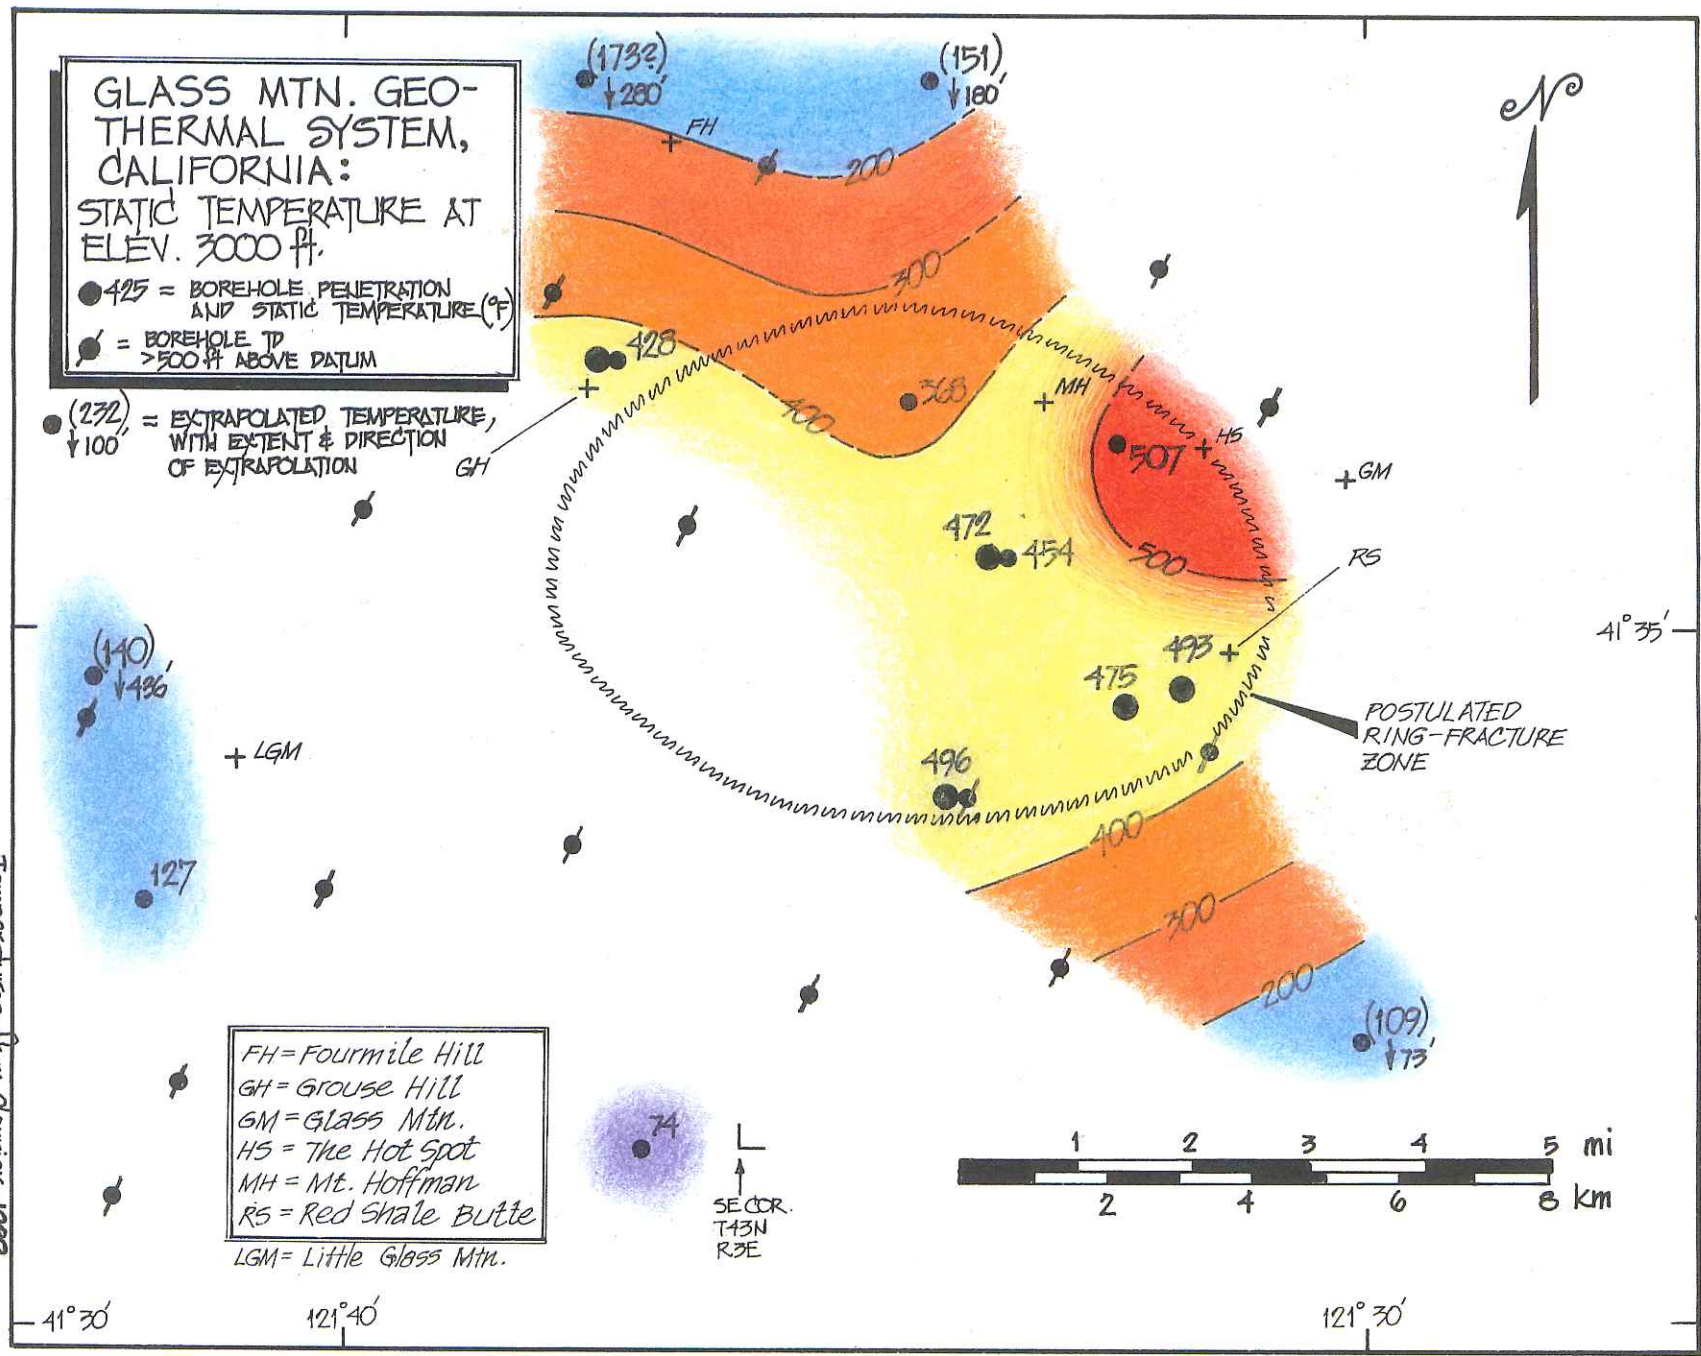 GLASS MTN. GEO-
THERMAL SYSTEM,
CALIFORNIA:
STATIC TEMPERATURE AT
ELEV. 3000 ft.
425 = BOREHOLE PENETRATION
AND STATIC TEMPERATURE (°F)
= BOREHOLE TD
>500 ft ABOVE DATUM
(232) = EXTRAPOLATED TEMPERATURE,
↓100' WITH EXTENT & DIRECTION
OF EXTRAPOLATION
(173?)
↓280'
(151)
↓180'
N
FH
200
300
428
368
400
MH
HS
507
GM
GH
472
454
500
RS
41°35'
(140)
↓436'
493
475
LGM
POSTULATED
RING-FRACTURE
ZONE
496
400
127
300
200
(109)
↓73'
FH = Fourmile Hill
GH = Grouse Hill
GM = Glass Mtn.
HS = The Hot Spot
MH = Mt. Hoffman
RS = Red Shale Butte
LGM = Little Glass Mtn.
74
SE COR.
T43N
R3E
1 2 3 4 5 mi
2 4 6 8 km
41°30'
121°40'
121°30'